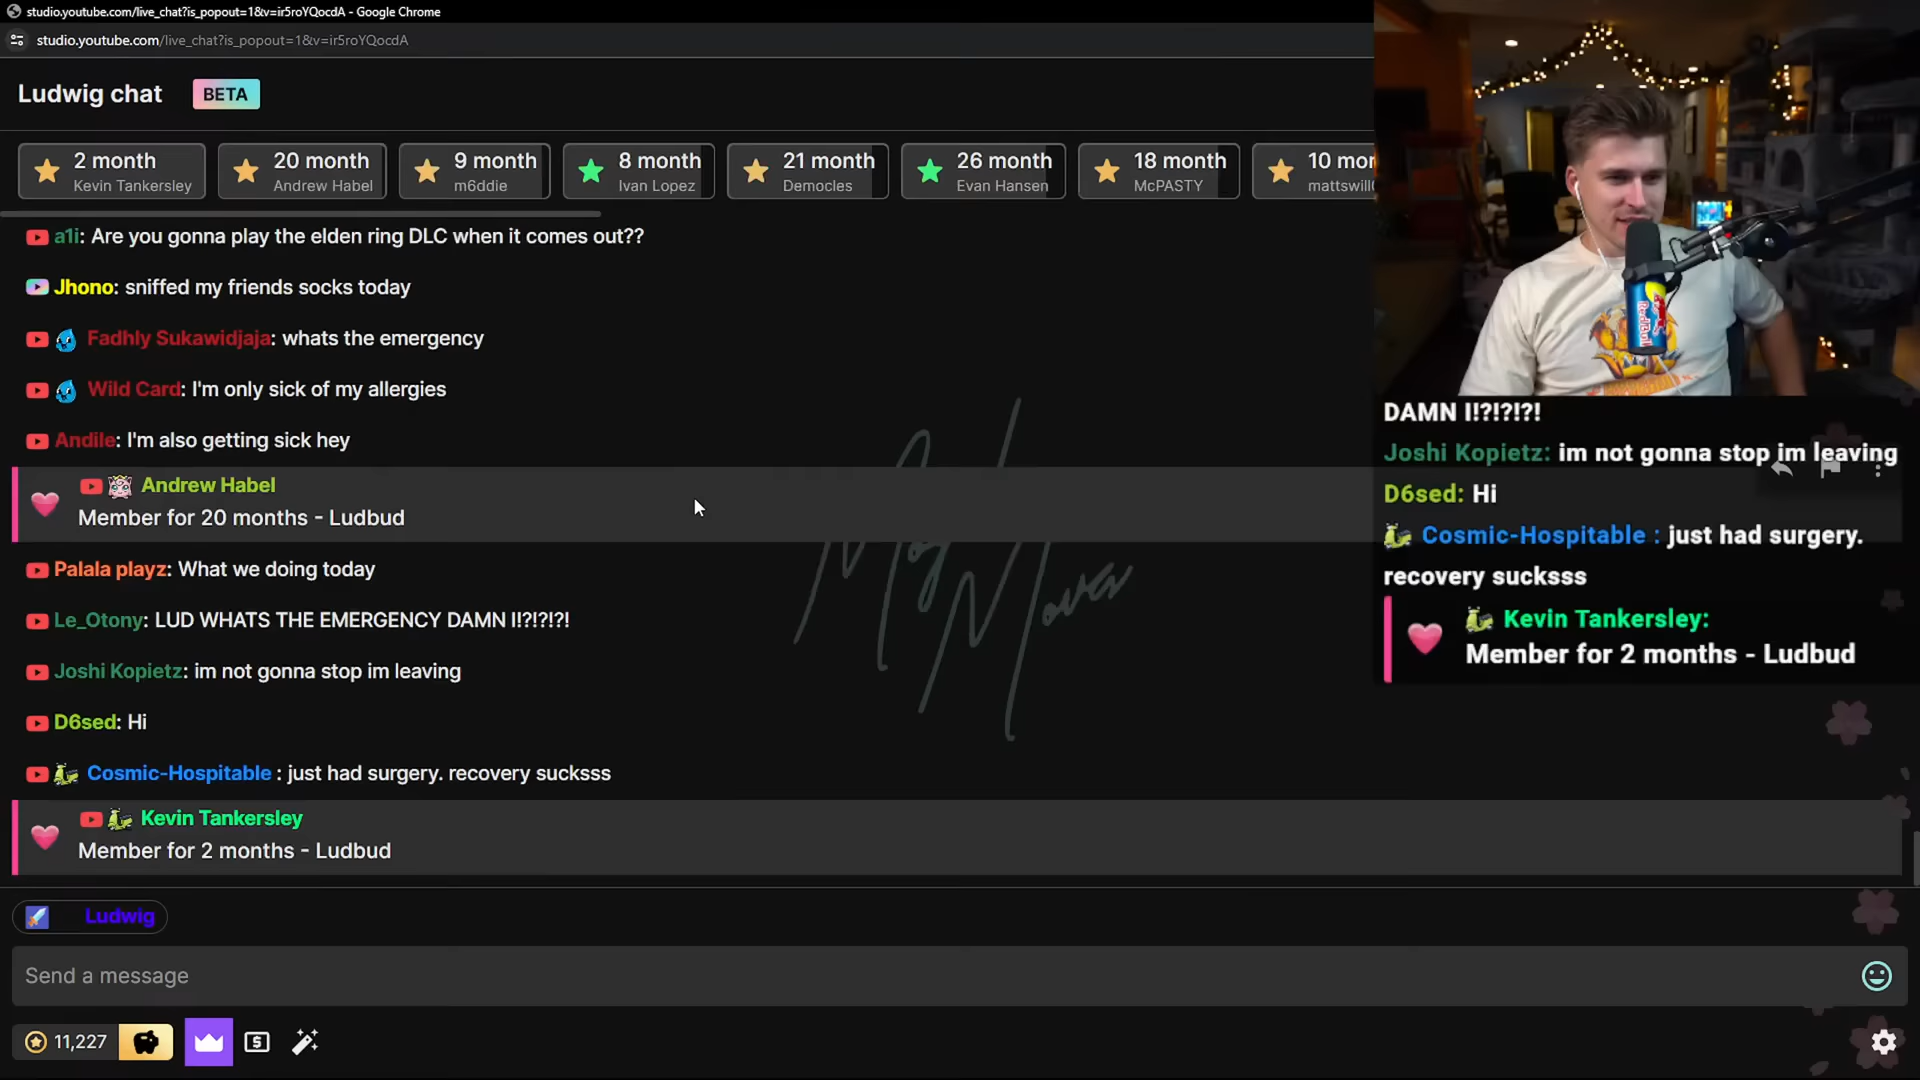 studio.youtube.com/live_chat?is_popout=1&v=ir5roYQocdA - Google Chrome
studio.youtube.com/live_chat?is_popout=1&v=ir5roYQocdA
Ludwig chat BETA
2 month
Kevin Tankersley
20 month
Andrew Habel
9 month
m6ddie
8 month
Ivan Lopez
21 month
Democles
26 month
Evan Hansen
18 month
McPASTY
10 mon
mattswill
a1i: Are you gonna play the elden ring DLC when it comes out??
Jhono: sniffed my friends socks today
Fadhly Sukawidjaja: whats the emergency
Wild Card: I'm only sick of my allergies
Andile: I'm also getting sick hey
Andrew Habel
Member for 20 months - Ludbud
Palala playz: What we doing today
Le_Otony: LUD WHATS THE EMERGENCY DAMN I!?!?!?!
Joshi Kopietz: im not gonna stop im leaving
D6sed: Hi
Cosmic-Hospitable : just had surgery. recovery sucksss
Kevin Tankersley
Member for 2 months - Ludbud
Ludwig
Send a message
11,227
Red Bull
DAMN I!?!?!?!
Joshi Kopietz: im not gonna stop im leaving
D6sed: Hi
Cosmic-Hospitable : just had surgery.
recovery sucksss
Kevin Tankersley:
Member for 2 months - Ludbud